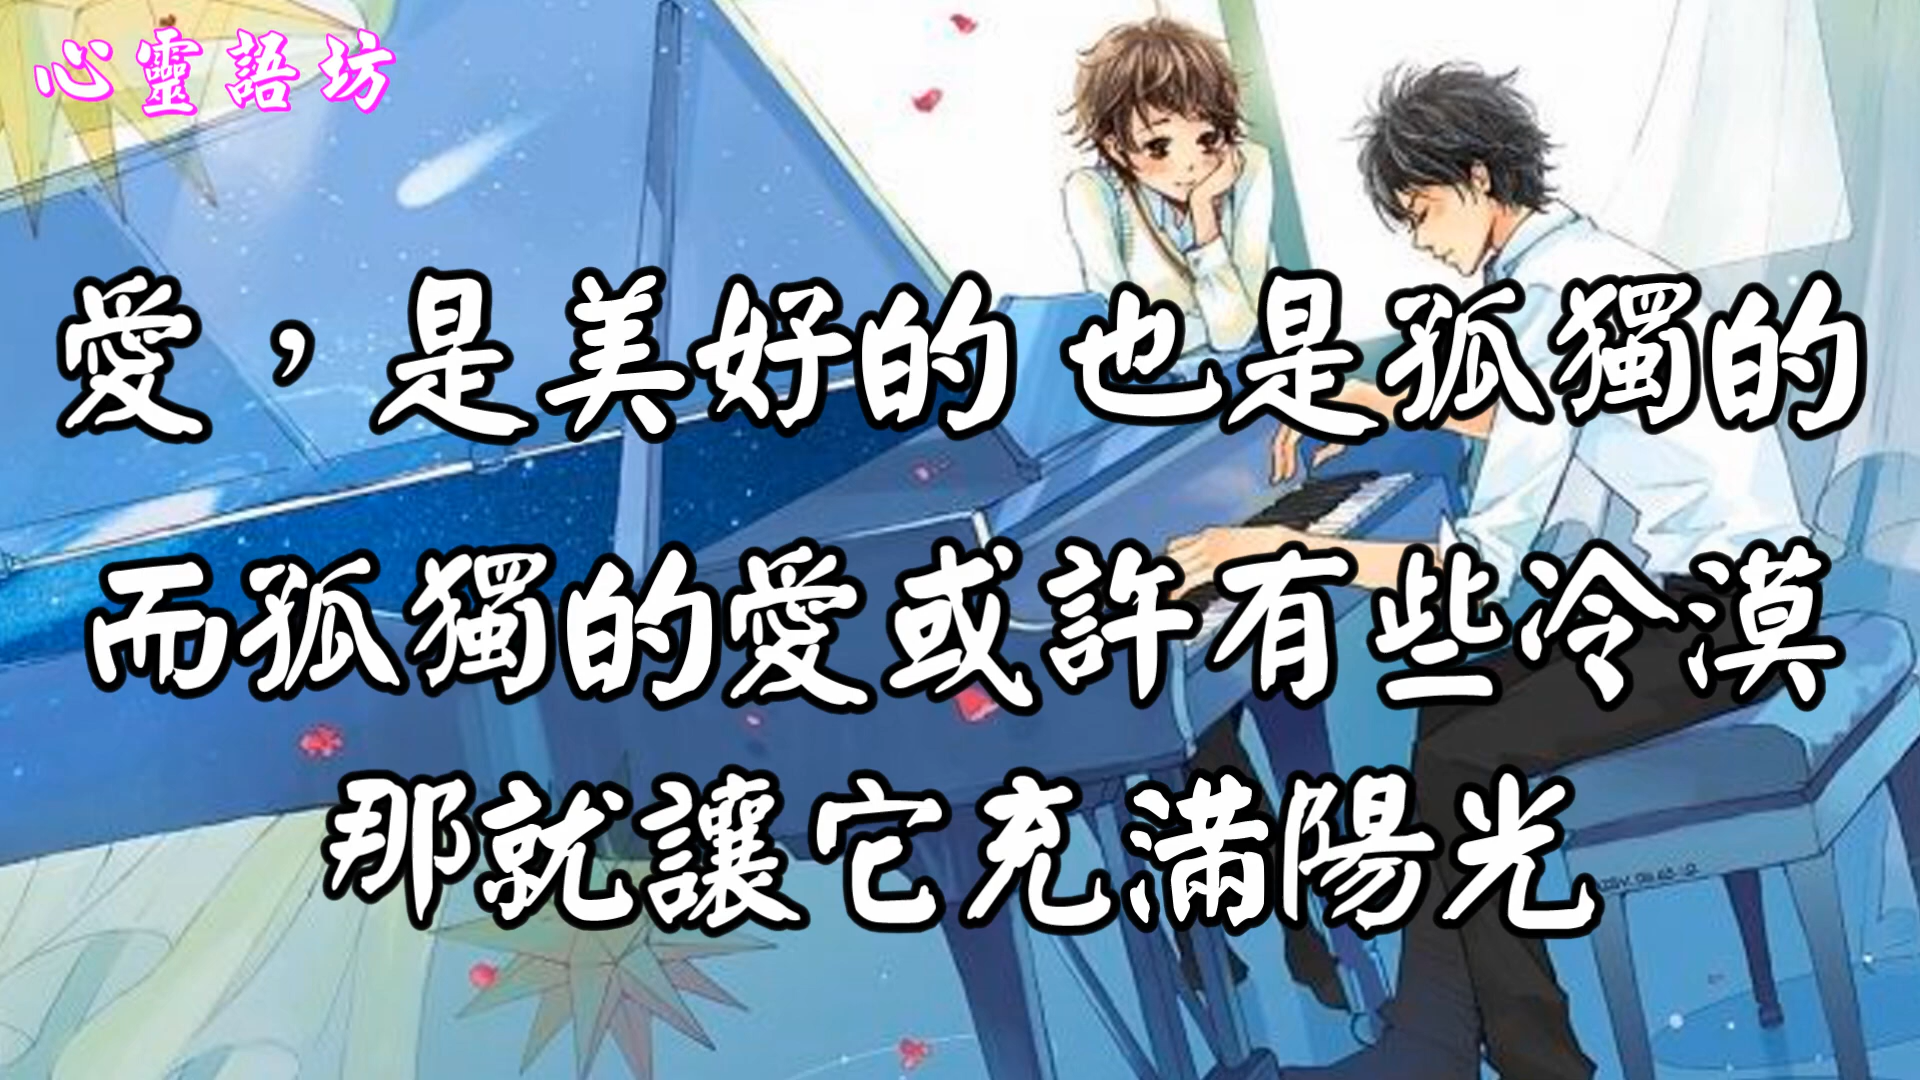 心靈語坊
愛，是美好的 也是孤獨的
而孤獨的愛或許有些冷漠
那就讓它充滿陽光